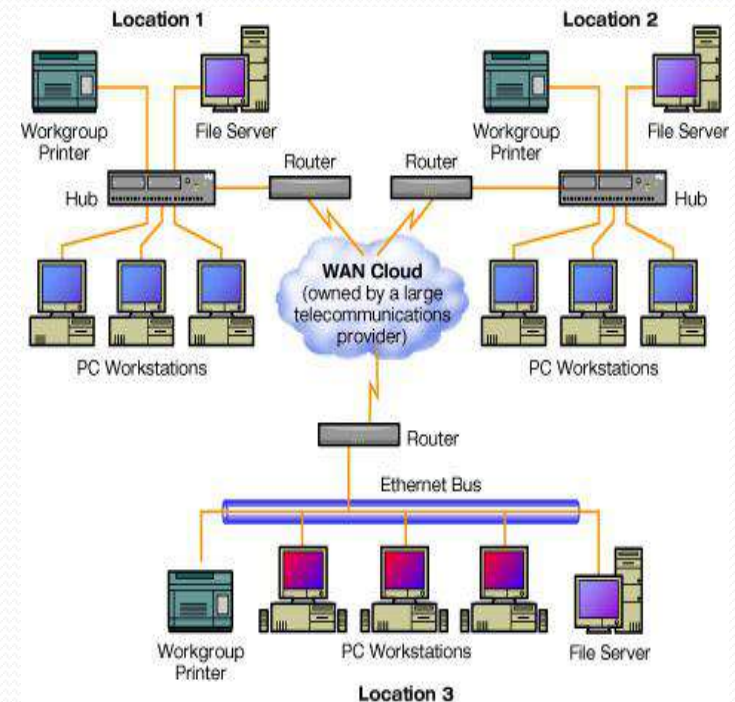 Location 1
Location 2
Workgroup
Printer
File Server
Workgroup
Printer
File Server
Router
Router
Hub
Hub
WAN Cloud
(owned by a large
telecommunications
provider)
PC Workstations
PC Workstations
Router
Ethernet Bus
Workgroup
Printer
PC Workstations
File Server
Location 3